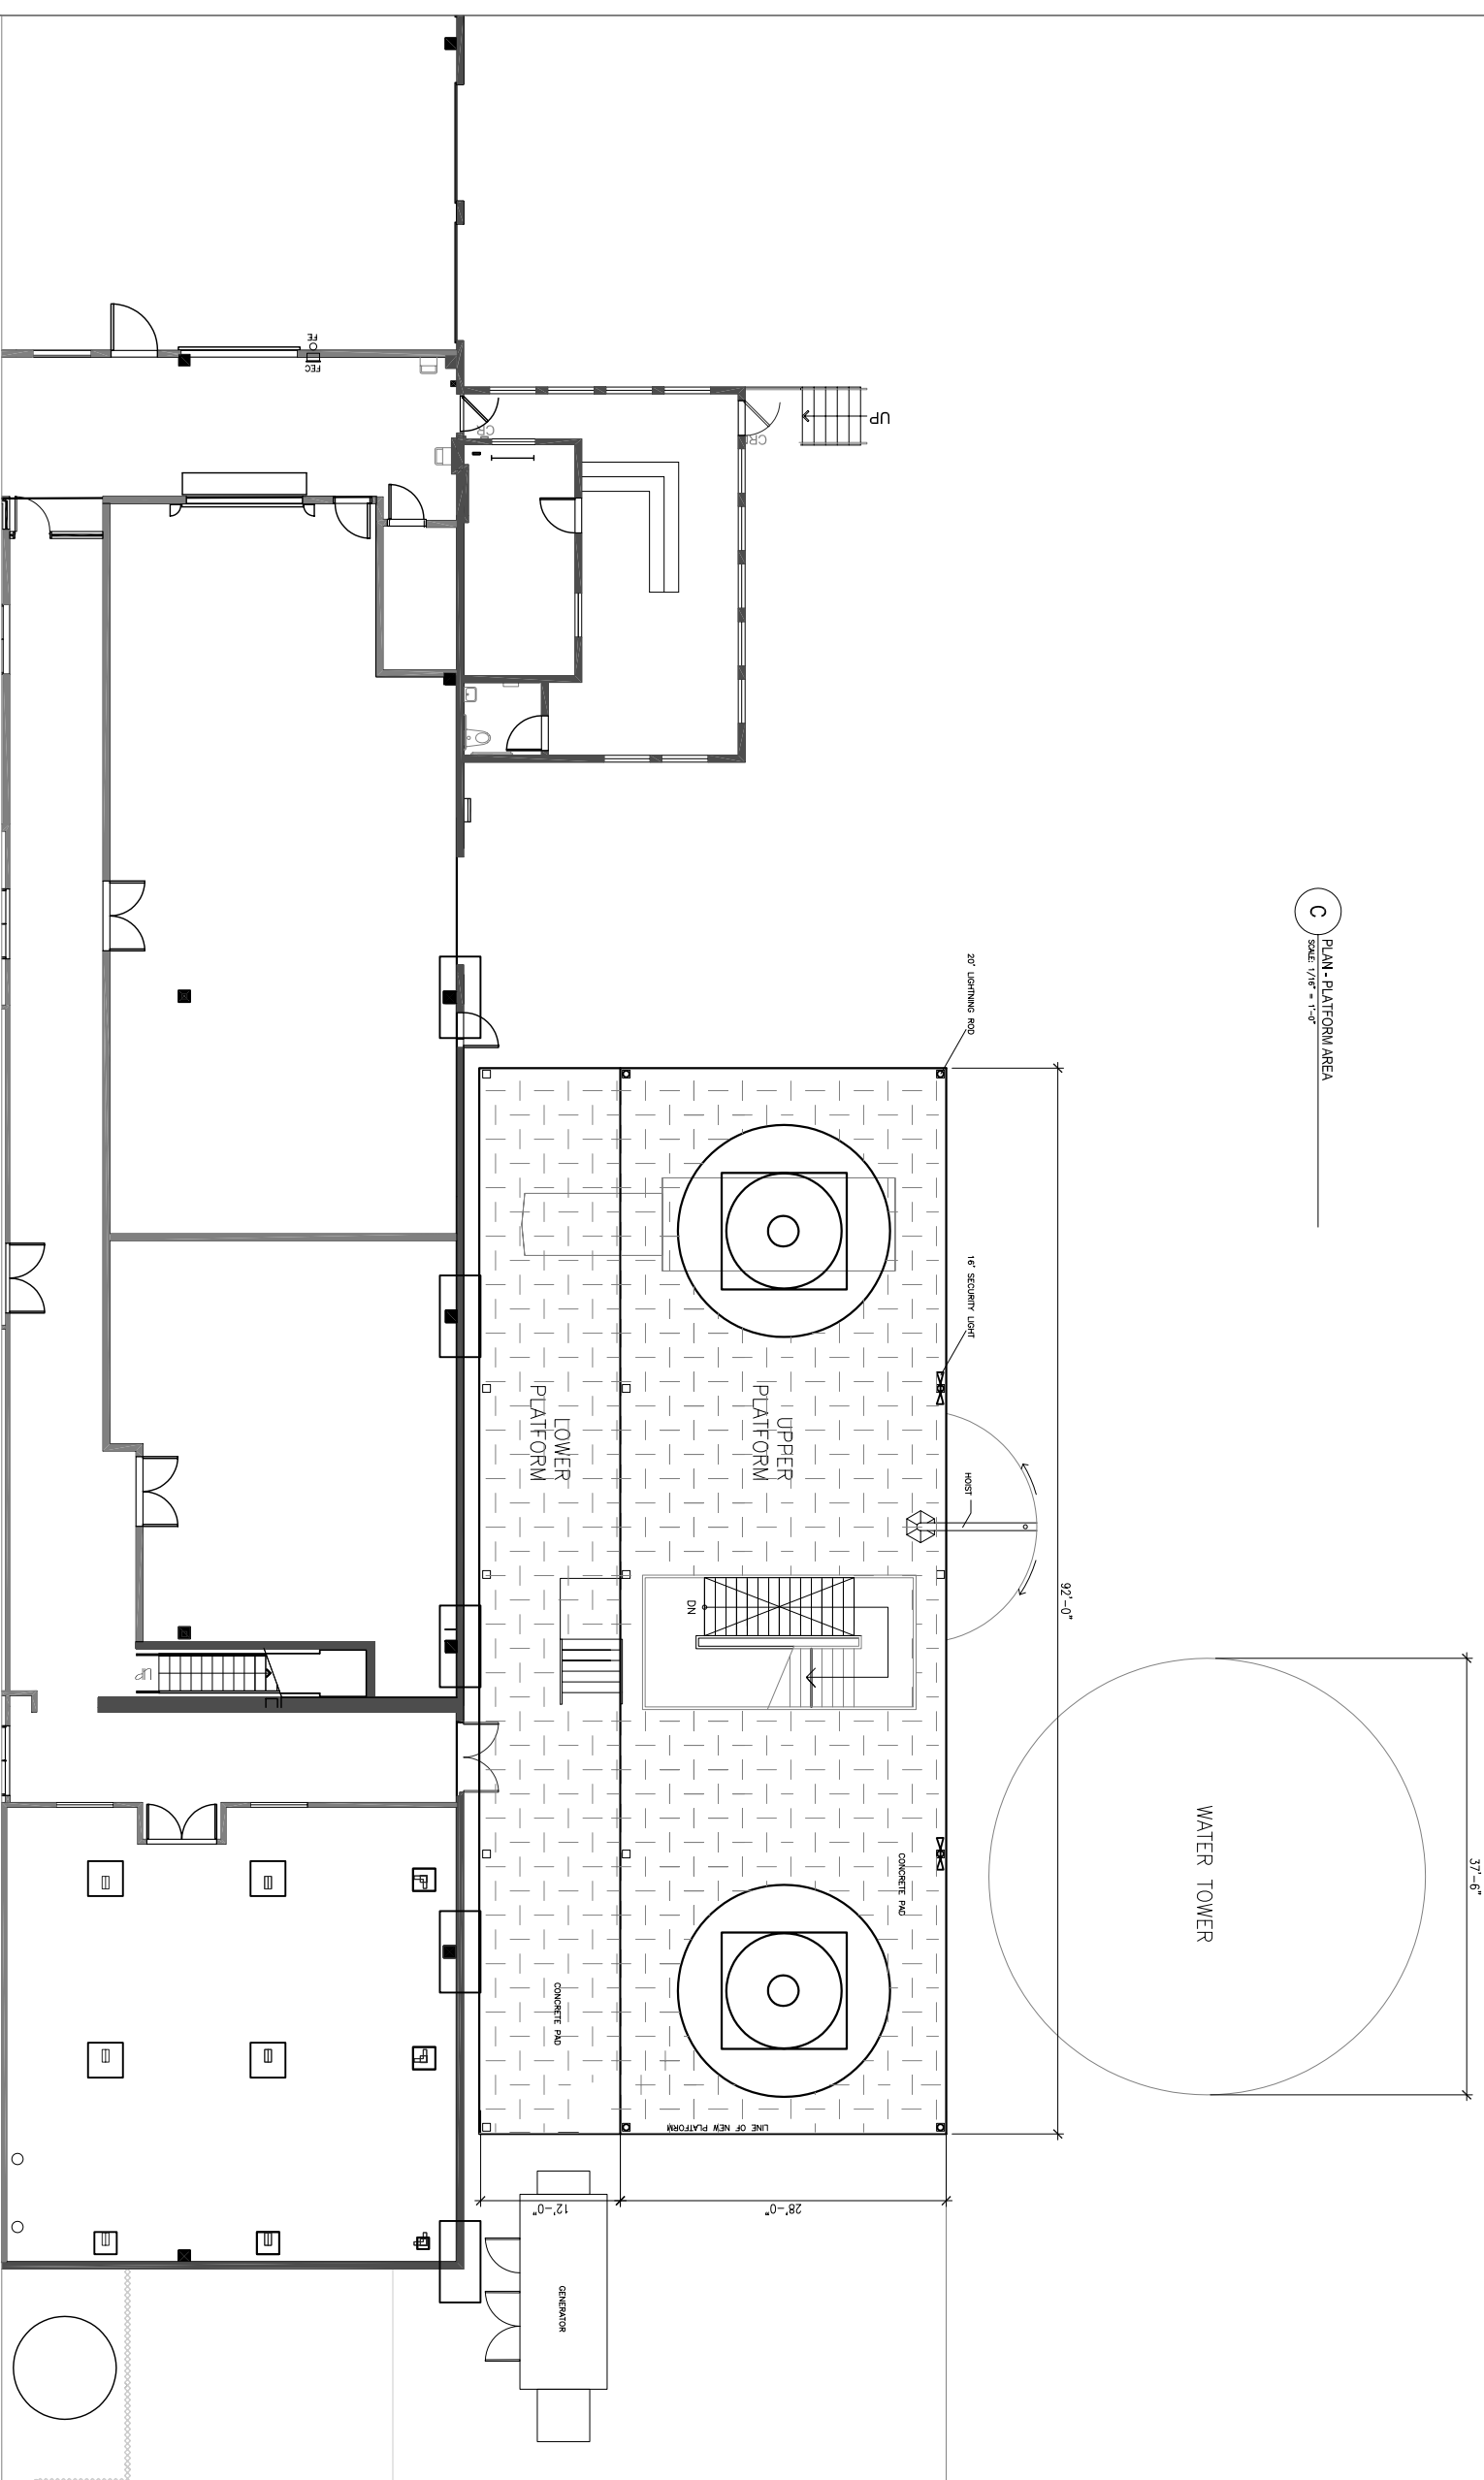 C
PLAN - PLATFORM AREA
SCALE: 1/16" = 1'-0"
FE
FEC
UP
CR
CR
20' LIGHTNING ROD
16' SECURITY LIGHT
HOIST
92'-0"
37'-6"
WATER TOWER
UPPER
PLATFORM
LOWER
PLATFORM
DN
UP
CONCRETE PAD
CONCRETE PAD
LINE OF NEW PLATFORM
12'-0"
28'-0"
GENERATOR